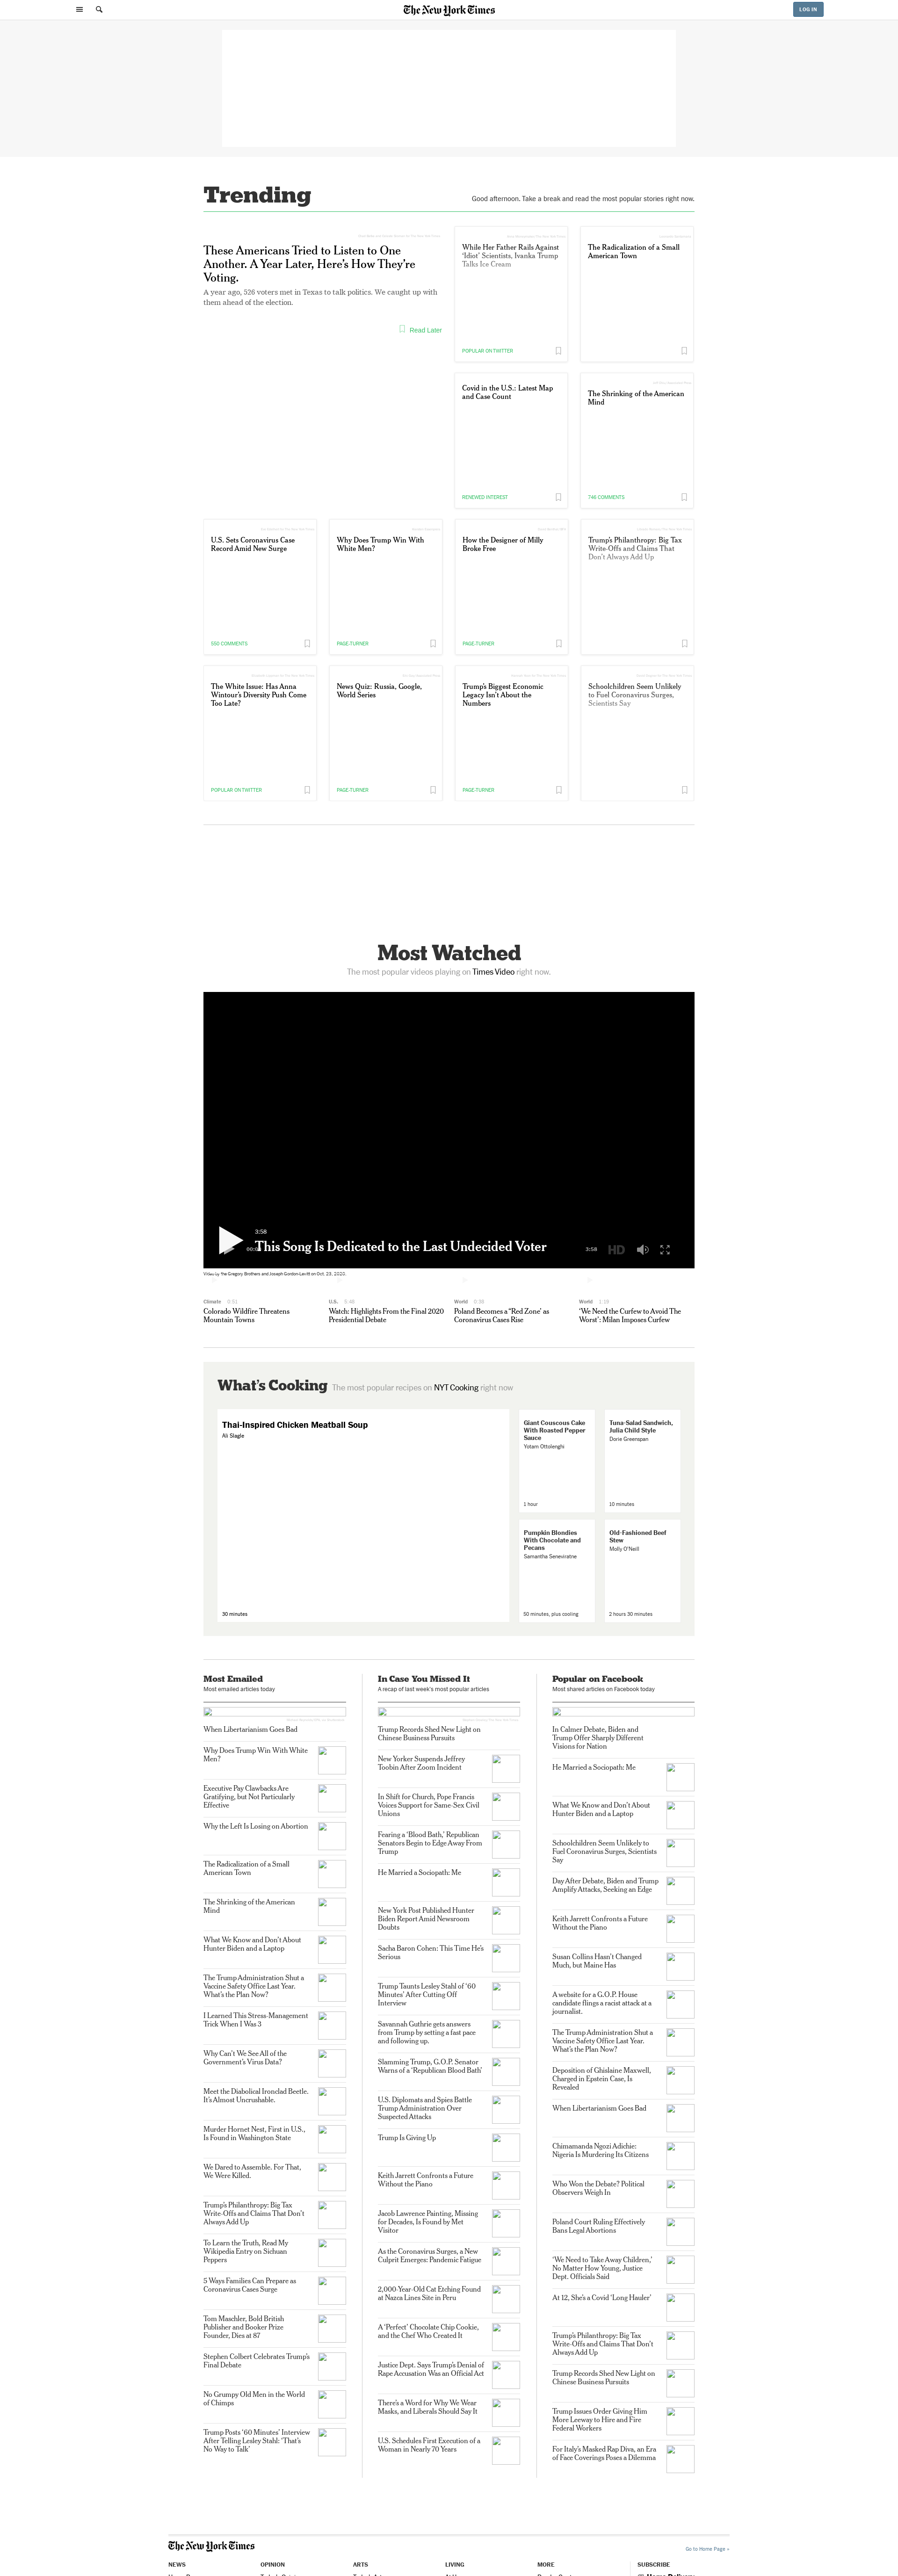 The New York Times
LOG IN
Trending
Good afternoon. Take a break and read the most popular stories right now.
These Americans Tried to Listen to One
Another. A Year Later, Here's How They're
Voting.
A year ago, 526 voters met in Texas to talk politics. We caught up with
them ahead of the election.
Read Later
While Her Father Rails Against
'Idiot' Scientists, Ivanka Trump
Talks Ice Cream
POPULAR ON TWITTER
The Radicalization of a Small
American Town
Covid in the U.S.: Latest Map
and Case Count
RENEWED INTEREST
The Shrinking of the American
Mind
746 COMMENTS
U.S. Sets Coronavirus Case
Record Amid New Surge
550 COMMENTS
Why Does Trump Win With
White Men?
PAGE-TURNER
How the Designer of Milly
Broke Free
PAGE-TURNER
Trump's Philanthropy: Big Tax
Write-Offs and Claims That
Don't Always Add Up
The White Issue: Has Anna
Wintour's Diversity Push Come
Too Late?
POPULAR ON TWITTER
News Quiz: Russia, Google,
World Series
PAGE-TURNER
Trump's Biggest Economic
Legacy Isn't About the
Numbers
PAGE-TURNER
Schoolchildren Seem Unlikely
to Fuel Coronavirus Surges,
Scientists Say
Most Watched
The most popular videos playing on Times Video right now.
3:58
This Song Is Dedicated to the Last Undecided Voter
3:58
HD
Video by the Gregory Brothers and Joseph Gordon-Levitt on Oct. 23, 2020.
Climate 0:51
Colorado Wildfire Threatens
Mountain Towns
U.S. 5:48
Watch: Highlights From the Final 2020
Presidential Debate
World 0:38
Poland Becomes a "Red Zone' as
Coronavirus Cases Rise
World 1:18
'We Need the Curfew to Avoid The
Worst': Milan Imposes Curfew
What's Cooking The most popular recipes on NYT Cooking right now
Thai-Inspired Chicken Meatball Soup
Ali Slagle
30 minutes
Giant Couscous Cake
With Roasted Pepper
Sauce
Yotam Ottolenghi
1 hour
Tuna-Salad Sandwich,
Julia Child Style
Dorie Greenspan
10 minutes
Pumpkin Blondies
With Chocolate and
Pecans
Samantha Seneviratne
50 minutes, plus cooling
Old-Fashioned Beef
Stew
Molly O'Neill
2 hours 30 minutes
Most Emailed
Most emailed articles today
When Libertarianism Goes Bad
Why Does Trump Win With White
Men?
Executive Pay Clawbacks Are
Gratifying, but Not Particularly
Effective
Why the Left Is Losing on Abortion
The Radicalization of a Small
American Town
The Shrinking of the American
Mind
What We Know and Don't About
Hunter Biden and a Laptop
The Trump Administration Shut a
Vaccine Safety Office Last Year.
What's the Plan Now?
I Learned This Stress-Management
Trick When I Was 3
Why Can't We See All of the
Government's Virus Data?
Meet the Diabolical Ironclad Beetle.
It's Almost Uncrushable.
Murder Hornet Nest, First in U.S.,
Is Found in Washington State
We Dared to Assemble. For That,
We Were Killed.
Trump's Philanthropy: Big Tax
Write-Offs and Claims That Don't
Always Add Up
To Learn the Truth, Read My
Wikipedia Entry on Sichuan
Peppers
5 Ways Families Can Prepare as
Coronavirus Cases Surge
Tom Maschler, Bold British
Publisher and Booker Prize
Founder, Dies at 87
Stephen Colbert Celebrates Trump's
Final Debate
No Grumpy Old Men in the World
of Chimps
Trump Posts '60 Minutes' Interview
After Telling Lesley Stahl: 'That's
No Way to Talk'
In Case You Missed It
A recap of last week's most popular articles
Trump Records Shed New Light on
Chinese Business Pursuits
New Yorker Suspends Jeffrey
Toobin After Zoom Incident
In Shift for Church, Pope Francis
Voices Support for Same-Sex Civil
Unions
Fearing a 'Blood Bath,' Republican
Senators Begin to Edge Away From
Trump
He Married a Sociopath: Me
New York Post Published Hunter
Biden Report Amid Newsroom
Doubts
Sacha Baron Cohen: This Time He's
Serious
Trump Taunts Lesley Stahl of '60
Minutes' After Cutting Off
Interview
Savannah Guthrie gets answers
from Trump by setting a fast pace
and following up.
Slamming Trump, G.O.P. Senator
Warns of a 'Republican Blood Bath'
U.S. Diplomats and Spies Battle
Trump Administration Over
Suspected Attacks
Trump Is Giving Up
Keith Jarrett Confronts a Future
Without the Piano
Jacob Lawrence Painting, Missing
for Decades, Is Found by Met
Visitor
As the Coronavirus Surges, a New
Culprit Emerges: Pandemic Fatigue
2,000-Year-Old Cat Etching Found
at Nazca Lines Site in Peru
A 'Perfect' Chocolate Chip Cookie,
and the Chef Who Created It
Justice Dept. Says Trump's Denial of
Rape Accusation Was an Official Act
There's a Word for Why We Wear
Masks, and Liberals Should Say It
U.S. Schedules First Execution of a
Woman in Nearly 70 Years
Popular on Facebook
Most shared articles on Facebook today
In Calmer Debate, Biden and
Trump Offer Sharply Different
Visions for Nation
He Married a Sociopath: Me
What We Know and Don't About
Hunter Biden and a Laptop
Schoolchildren Seem Unlikely to
Fuel Coronavirus Surges, Scientists
Say
Day After Debate, Biden and Trump
Amplify Attacks, Seeking an Edge
Keith Jarrett Confronts a Future
Without the Piano
Susan Collins Hasn't Changed
Much, but Maine Has
A website for a G.O.P. House
candidate flings a racist attack at a
journalist.
The Trump Administration Shut a
Vaccine Safety Office Last Year.
What's the Plan Now?
Deposition of Ghislaine Maxwell,
Charged in Epstein Case, Is
Revealed
When Libertarianism Goes Bad
Chimamanda Ngozi Adichie:
Nigeria Is Murdering Its Citizens
Who Won the Debate? Political
Observers Weigh In
Poland Court Ruling Effectively
Bans Legal Abortions
'We Need to Take Away Children,'
No Matter How Young, Justice
Dept. Officials Said
At 12, She's a Covid 'Long Hauler'
Trump's Philanthropy: Big Tax
Write-Offs and Claims That Don't
Always Add Up
Trump Records Shed New Light on
Chinese Business Pursuits
Trump Issues Order Giving Him
More Leeway to Hire and Fire
Federal Workers
For Italy's Masked Rap Diva, an Era
of Face Coverings Poses a Dilemma
The New York Times
Go to Home Page »
NEWS
OPINION
ARTS
LIVING
MORE
SUBSCRIBE